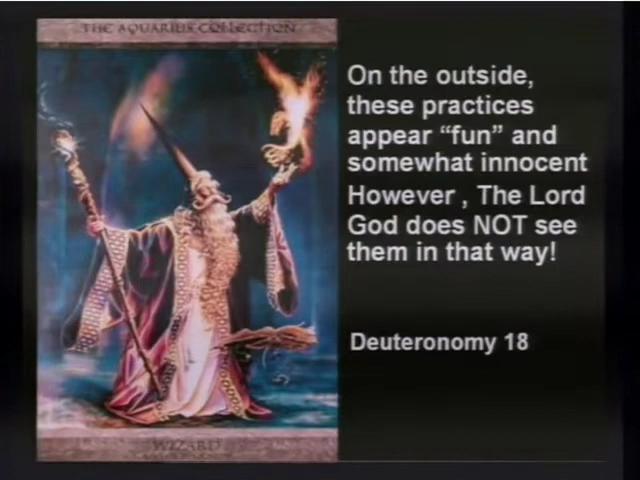 THE AQUARIUS COLLECTION
On the outside,
these practices
appear “fun” and
somewhat innocent
However , The Lord
God does NOT see
them in that way!
Deuteronomy 18
WIZARD